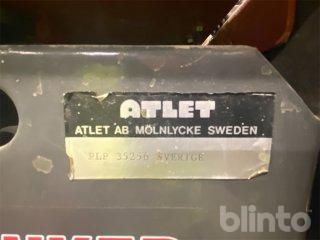 ATLET
ATLET AB MÖLNLYCKE SWEDEN
PLP 35256 SVERIGE
blinto